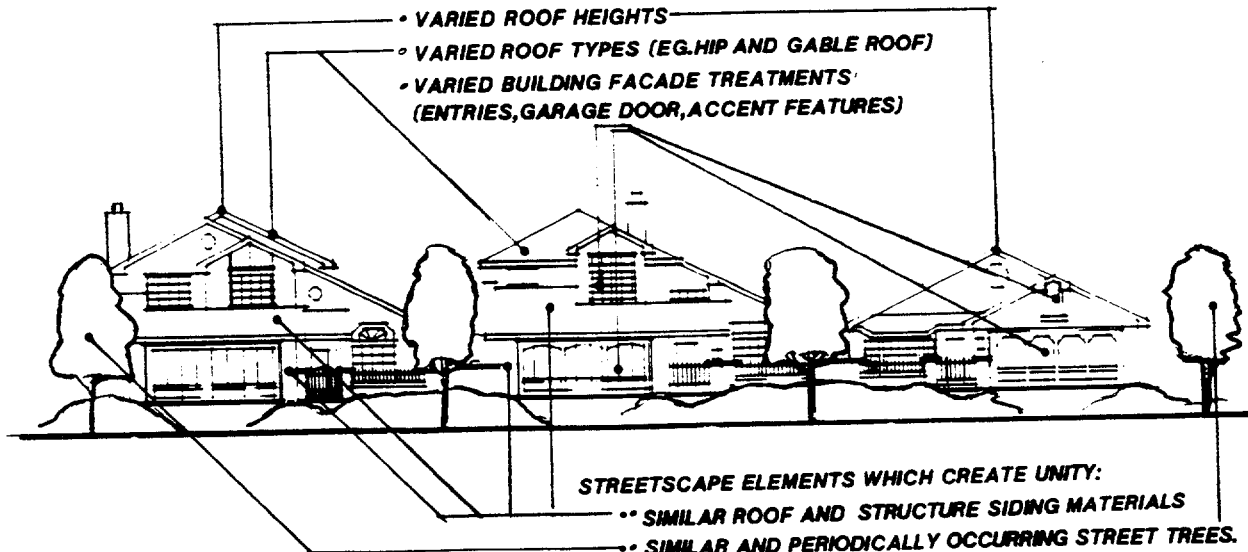 • VARIED ROOF HEIGHTS
○ VARIED ROOF TYPES (EG.HIP AND GABLE ROOF)
• VARIED BUILDING FACADE TREATMENTS
(ENTRIES,GARAGE DOOR,ACCENT FEATURES)
STREETSCAPE ELEMENTS WHICH CREATE UNITY:
•• SIMILAR ROOF AND STRUCTURE SIDING MATERIALS
•• SIMILAR AND PERIODICALLY OCCURRING STREET TREES.